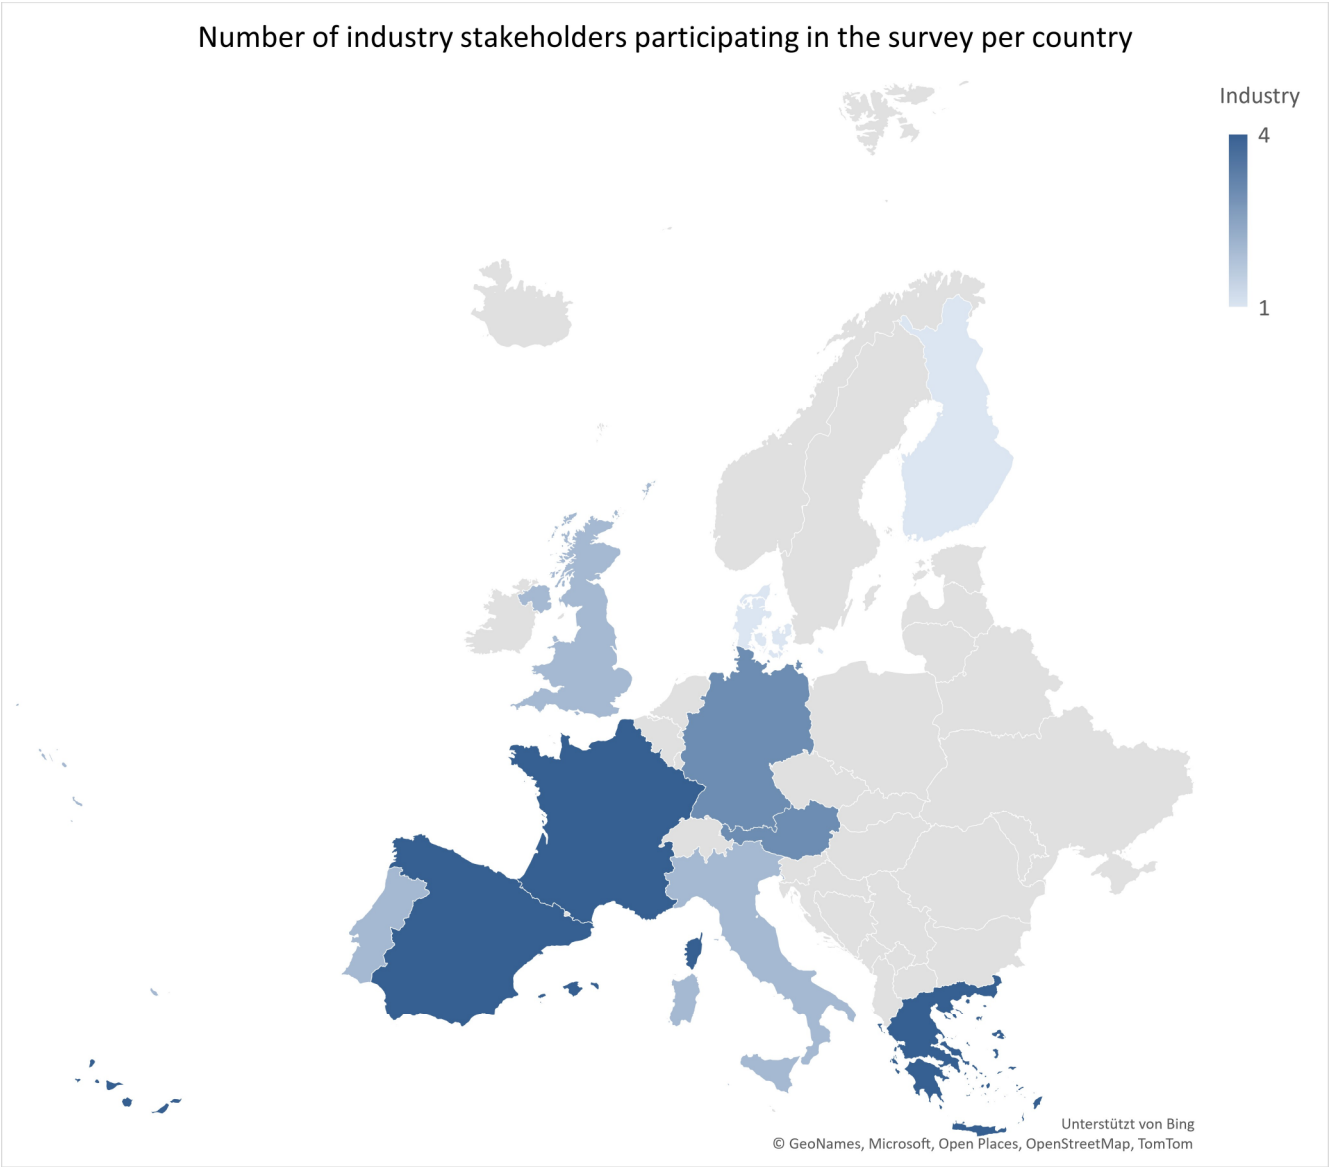 Number of industry stakeholders participating in the survey per country
Industry
4
1
Unterstützt von Bing
© GeoNames, Microsoft, Open Places, OpenStreetMap, TomTom